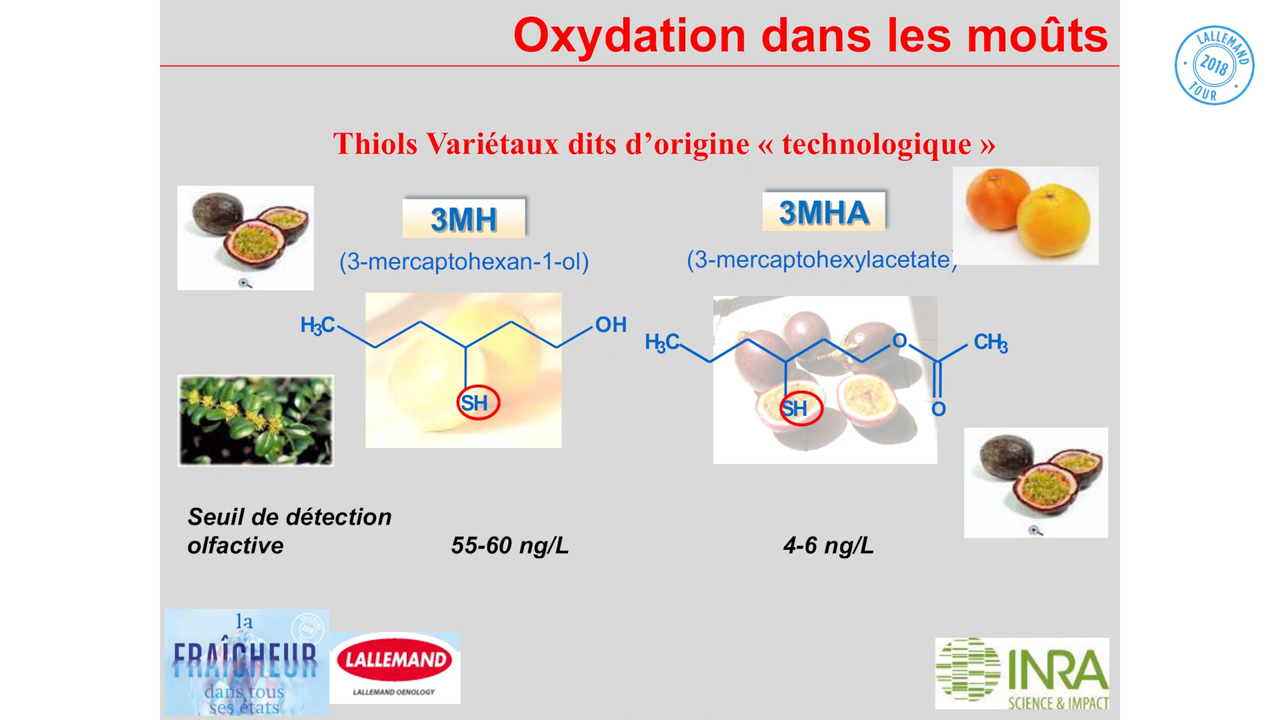 Oxydation dans les moûts
LALLEMAND
2018
TOUR
Thiols Variétaux dits d’origine « technologique »
3MH
3MHA
(3-mercaptohexan-1-ol)
(3-mercaptohexylacetate)
H3C
OH
SH
H3C
O
CH3
SH
O
Seuil de détection
olfactive
55-60 ng/L
4-6 ng/L
la
FRAÎCHEUR
dans tous
ses états
LALLEMAND
LALLEMAND OENOLOGY
INRA
SCIENCE & IMPACT